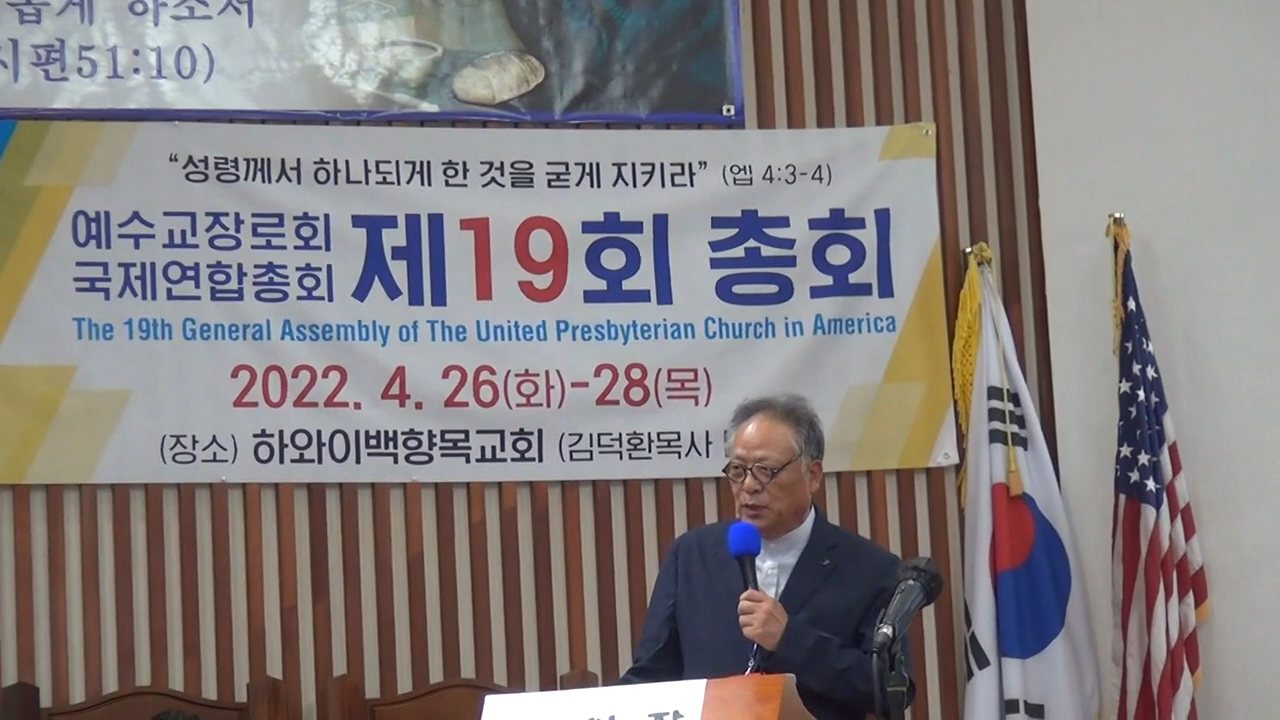 하소서
시편51:10)
“성령께서 하나되게 한 것을 굳게 지키라” (엡 4:3-4)
예수교장로회
국제연합총회
제19회 총회
The 19th General Assembly of The United Presbyterian Church in America
2022. 4. 26(화)-28(목)
(장소) 하와이백향목교회 (김덕환목사